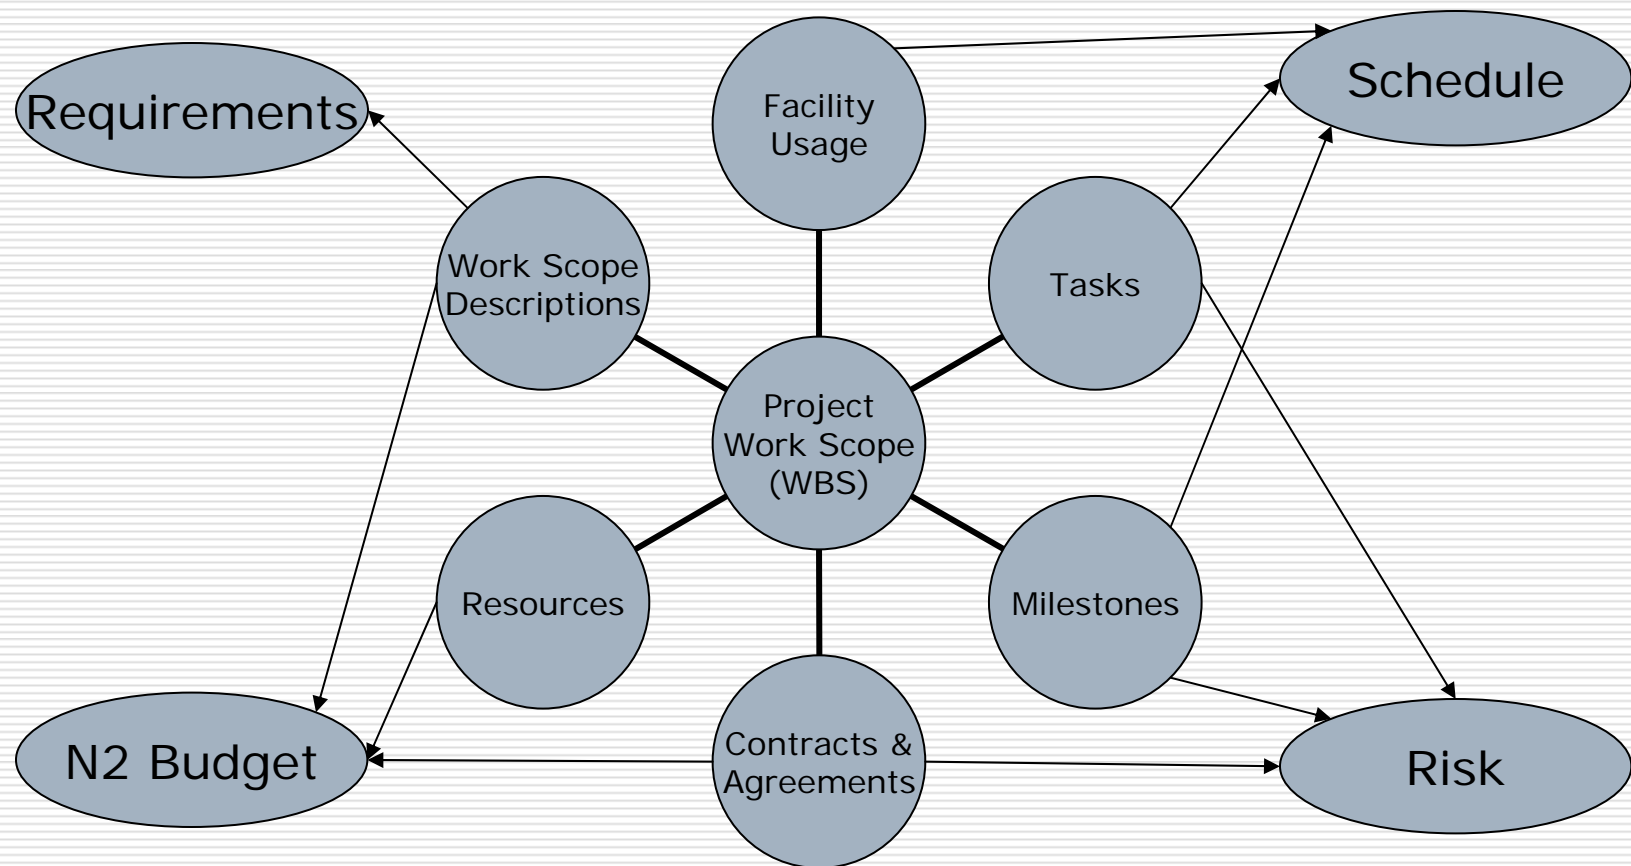 Requirements
Facility
Usage
Schedule
Work Scope
Descriptions
Tasks
Project
Work Scope
(WBS)
Resources
Milestones
N2 Budget
Contracts &
Agreements
Risk